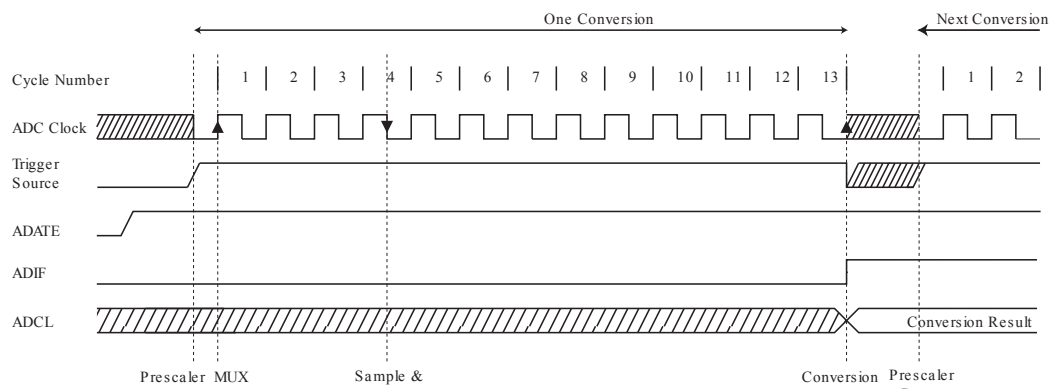 One Conversion
Next Conversion
Cycle Number
1 2 3 4 5 6 7 8 9 10 11 12 13 1 2
ADC Clock
Trigger
Source
ADATE
ADIF
ADCL
Conversion Result
Prescaler MUX Sample & Conversion Prescaler